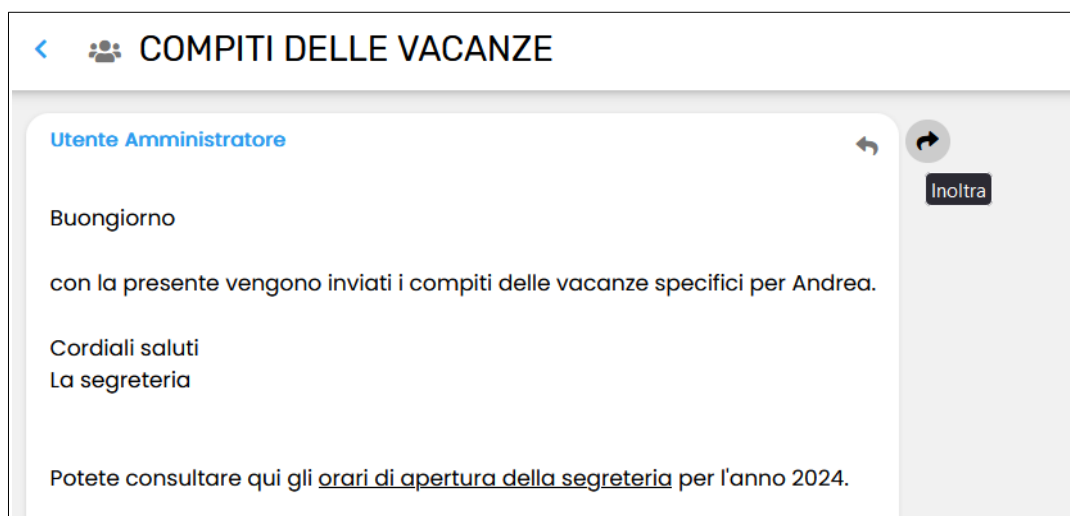 COMPITI DELLE VACANZE
Utente Amministratore
Inoltra
Buongiorno
con la presente vengono inviati i compiti delle vacanze specifici per Andrea.
Cordiali saluti
La segreteria
Potete consultare qui gli orari di apertura della segreteria per l'anno 2024.